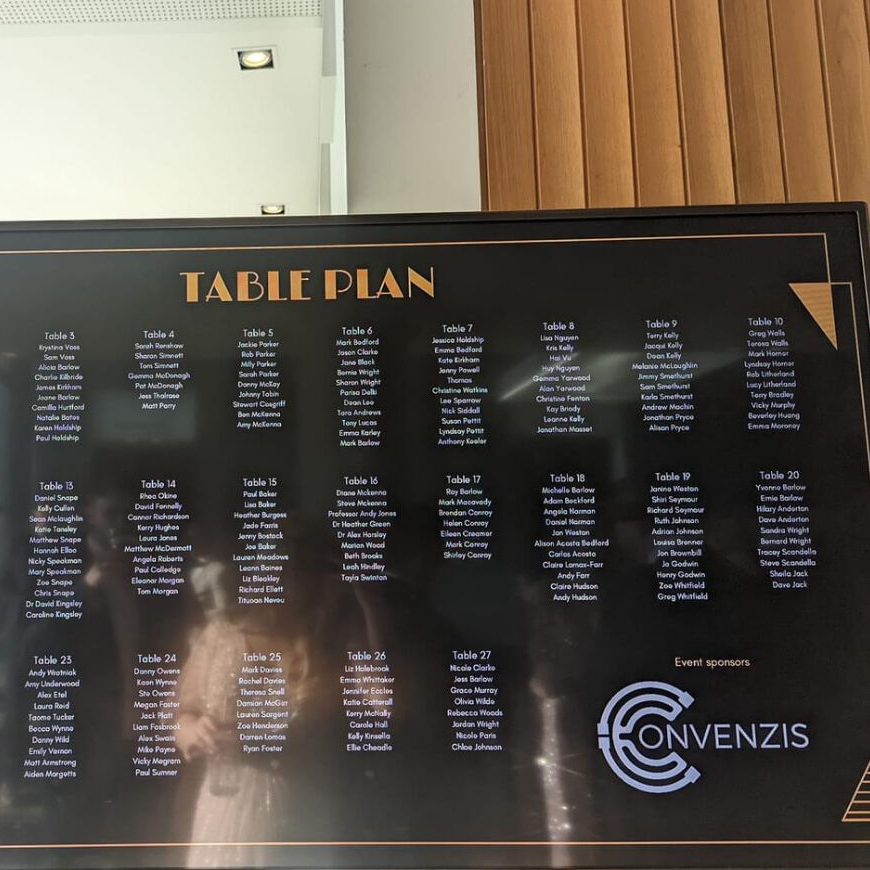 TABLE PLAN
Table 3
Krystina Voss
Sam Voss
Alicia Barlow
Charlie Kilbride
James Kirkham
Joane Barlow
Camilla Hurtford
Natalie Bates
Karen Holdship
Paul Holdship
Table 4
Sarah Renshaw
Sharon Simnett
Tom Simnett
Gemma McDonagh
Pat McDonagh
Jess Thairase
Matt Parry
Table 5
Jackie Parker
Rob Parker
Milly Parker
Sarah Parker
Danny McKay
Johnny Tobin
Stewart Cosgriff
Ben McKenna
Amy McKenna
Table 6
Mark Bedford
Jason Clarke
Jane Black
Bernie Wright
Sharon Wright
Parisa Delbi
Dean Lee
Tara Andrews
Tony Lucas
Emma Karley
Mark Barlow
Table 7
Jessica Holdship
Emma Bedford
Kate Kirkham
Jenny Powell
Thomas
Christine Watkins
Lee Sparrow
Nick Siddall
Susan Pettit
Lyndsay Pettit
Anthony Keeler
Table 8
Lisa Nguyen
Kris Kelly
Hai Vu
Huy Nguyen
Gemma Yarwood
Alan Yarwood
Christine Fenton
Kay Briody
Leanne Kelly
Jonathan Masset
Table 9
Terry Kelly
Jacqui Kelly
Dean Kelly
Melanie McLaughlin
Jimmy Smethurst
Sam Smethurst
Karla Smethurst
Andrew Machin
Jonathan Pryce
Alison Pryce
Table 10
Greg Wells
Teresa Wells
Mark Horner
Lyndsay Horner
Rob Litherland
Lucy Litherland
Terry Bradley
Vicky Murphy
Beverley Huang
Emma Moroney
Table 13
Daniel Snape
Kelly Cullen
Sean Mclaughlin
Katie Tansley
Matthew Snape
Hannah Ellao
Nicky Speakman
Mary Speakman
Zoe Snape
Chris Snape
Dr David Kingsley
Caroline Kingsley
Table 14
Rhea Okine
David Fennelly
Connor Richardson
Kerry Hughes
Laura Jones
Matthew McDermott
Angela Roberts
Paul Colledge
Eleanor Morgan
Tom Morgan
Table 15
Paul Baker
Lisa Baker
Heather Burgess
Jade Farris
Jenny Bostock
Joe Baker
Lauren Meadows
Leann Baines
Liz Bleakley
Richard Ellett
Tituoan Neveu
Table 16
Diane Mckenna
Steve Mckenna
Professor Andy Jones
Dr Heather Green
Dr Alex Horsley
Marian Wood
Beth Brooks
Leah Hindley
Tayla Swinton
Table 17
Ray Barlow
Mark Macavedy
Brendan Conroy
Helen Conroy
Eileen Creamer
Mark Conroy
Shirley Conroy
Table 18
Michelle Barlow
Adam Beckford
Angela Norman
Daniel Norman
Jan Weston
Alison Acosta Bedford
Carlos Acosta
Claire Lomax-Farr
Andy Farr
Claire Hudson
Andy Hudson
Table 19
Janine Weston
Shiri Seymour
Richard Seymour
Ruth Johnson
Adrian Johnson
Louisa Brenner
Jon Brownbill
Jo Godwin
Henry Godwin
Zoe Whitfield
Greg Whitfield
Table 20
Yvonne Barlow
Ernie Barlow
Hilary Anderton
Dave Anderton
Sandra Wright
Bernard Wright
Tracey Scandella
Steve Scandella
Sheila Jack
Dave Jack
Table 23
Andy Wratniak
Amy Underwood
Alex Etel
Laura Reid
Taome Tucker
Becca Wynne
Danny Wild
Emily Vernon
Matt Armstrong
Aiden Margetts
Table 24
Danny Owens
Keen Wynne
Ste Owens
Megan Foster
Jack Platt
Liam Fosbrook
Alex Swain
Mike Payne
Vicky Megram
Paul Sumner
Table 25
Mark Davies
Rachel Davies
Theresa Snell
Damian McGarr
Lauren Sargent
Zoe Henderson
Darren Lomas
Ryan Foster
Table 26
Liz Holebrook
Emma Whittaker
Jennifer Eccles
Katie Catterall
Kerry McNally
Carole Hall
Kelly Kinsella
Ellie Cheadle
Table 27
Nicole Clarke
Jess Barlow
Grace Murray
Olivia Wilde
Rebecca Woods
Jordan Wright
Nicole Paris
Chloe Johnson
Event sponsors
CONVENZIS